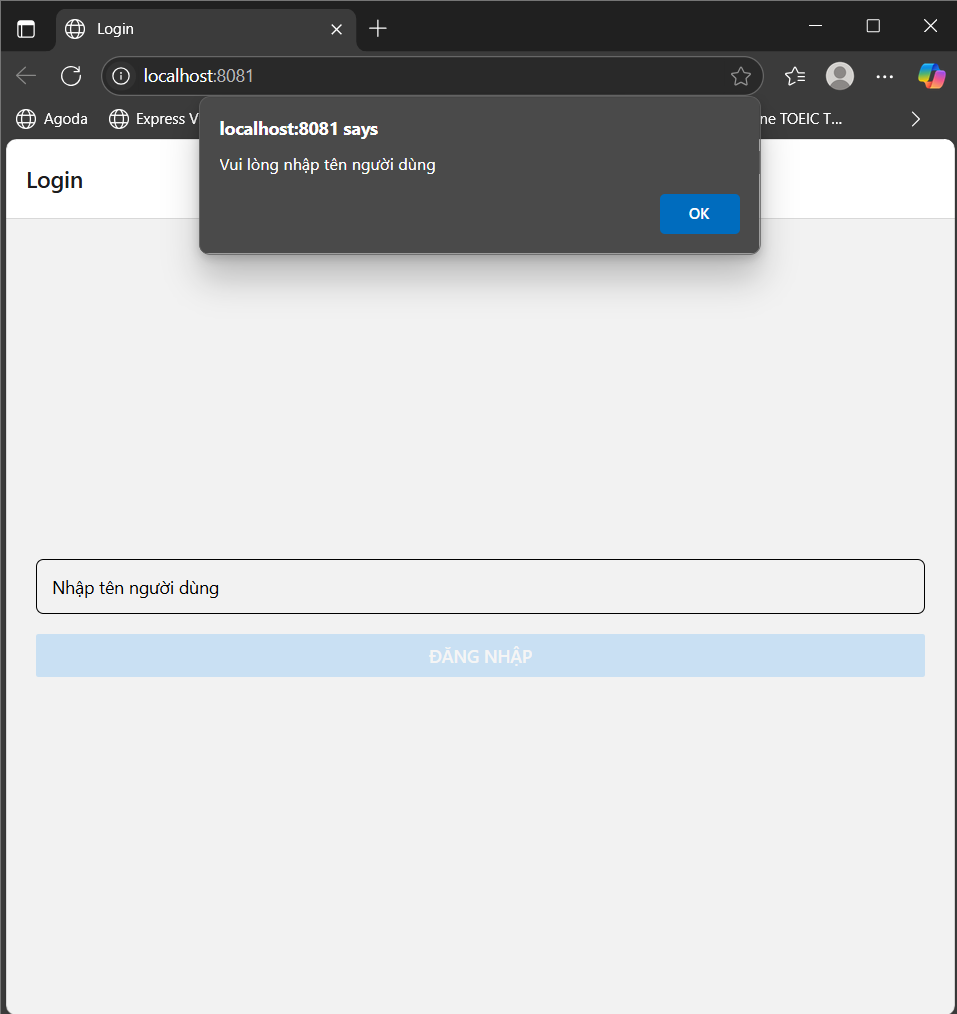 Login
localhost:8081
Agoda
Express V
ne TOEIC T...
localhost:8081 says
Vui lòng nhập tên người dùng
OK
Login
Nhập tên người dùng
ĐĂNG NHẬP